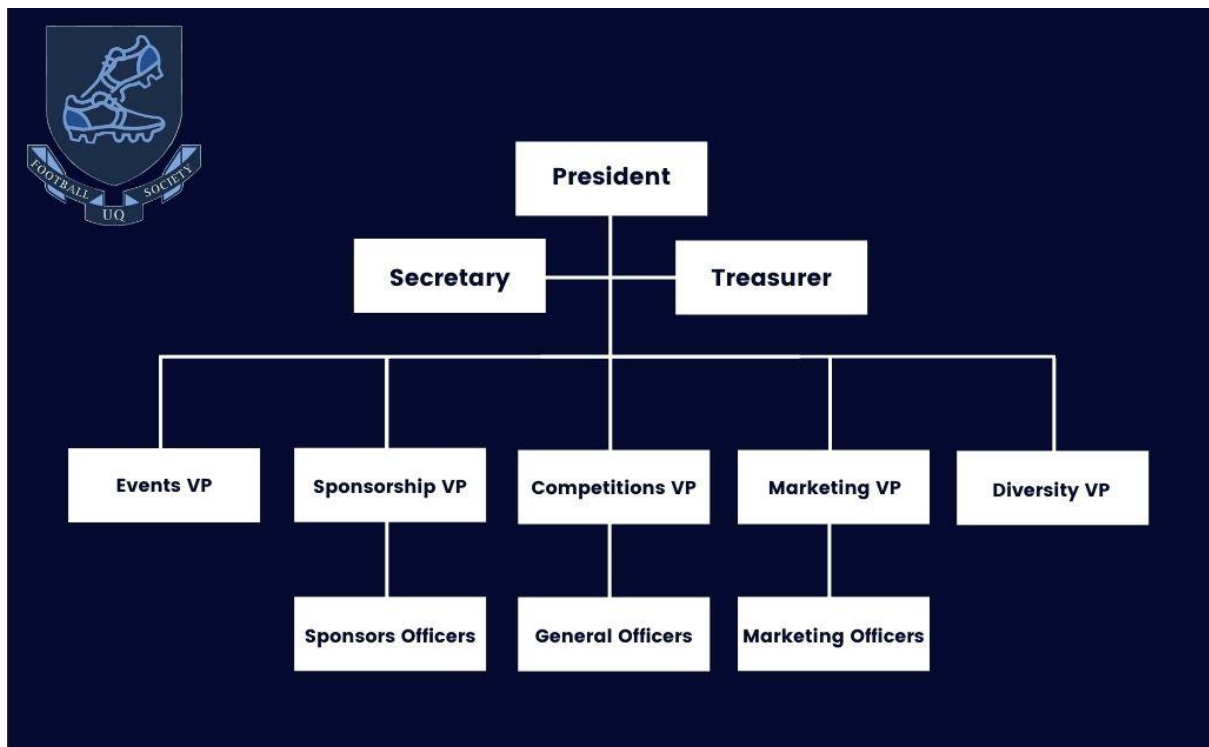 FOOTBALL
UQ
SOCIETY
President
Secretary
Treasurer
Events VP
Sponsorship VP
Competitions VP
Marketing VP
Diversity VP
Sponsors Officers
General Officers
Marketing Officers